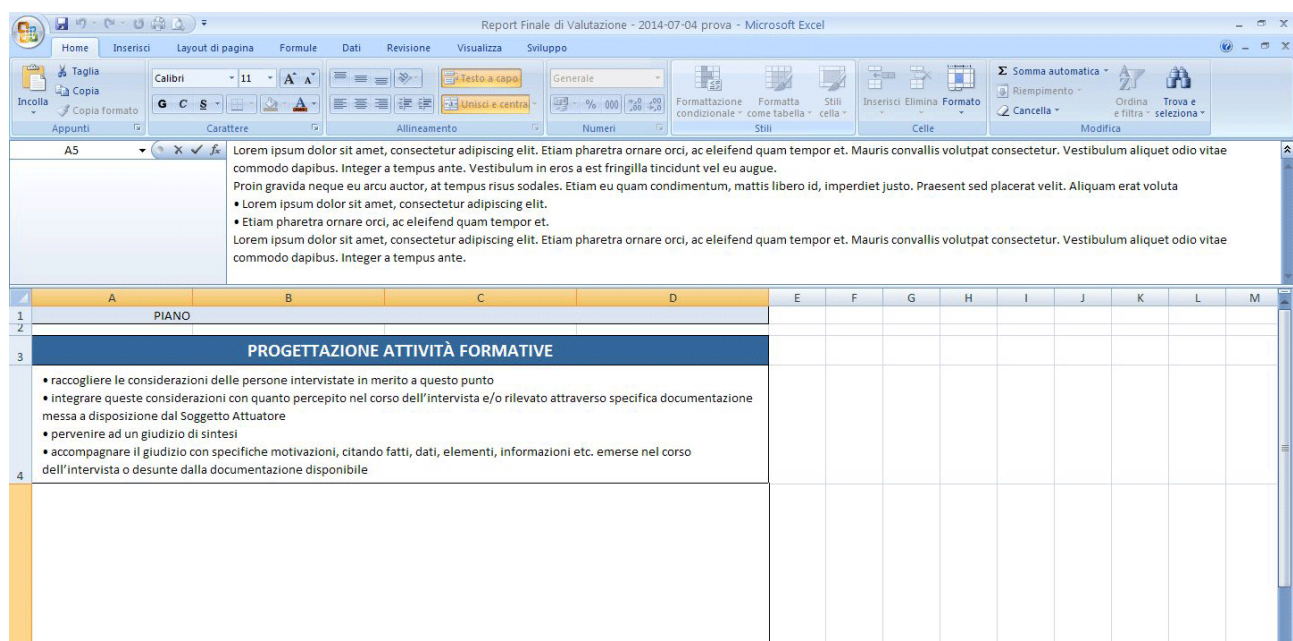 Report Finale di Valutazione - 2014-07-04 prova - Microsoft Excel
Home Inserisci Layout di pagina Formule Dati Revisione Visualizza Sviluppo
Incolla
Taglia
Copia
Copia formato
Appunti
Calibri 11 A A
G C S A
Carattere
Testo a capo
Unisci e centra
Allineamento
Generale
% 000 ,00 ,0 ,00
Numeri
Formattazione condizionale
Formatta come tabella
Stili cella
Stili
Inserisci Elimina Formato
Celle
Σ Somma automatica
Riempimento
Cancella
Ordina e filtra
Trova e seleziona
Modifica
A5
fx
Lorem ipsum dolor sit amet, consectetur adipiscing elit. Etiam pharetra ornare orci, ac eleifend quam tempor et. Mauris convallis volutpat consectetur. Vestibulum aliquet odio vitae
commodo dapibus. Integer a tempus ante. Vestibulum in eros a est fringilla tincidunt vel eu augue.
Proin gravida neque eu arcu auctor, at tempus risus sodales. Etiam eu quam condimentum, mattis libero id, imperdiet justo. Praesent sed placerat velit. Aliquam erat voluta
• Lorem ipsum dolor sit amet, consectetur adipiscing elit.
• Etiam pharetra ornare orci, ac eleifend quam tempor et.
Lorem ipsum dolor sit amet, consectetur adipiscing elit. Etiam pharetra ornare orci, ac eleifend quam tempor et. Mauris convallis volutpat consectetur. Vestibulum aliquet odio vitae
commodo dapibus. Integer a tempus ante.
A B C D E F G H I J K L M
1 PIANO
2
3 PROGETTAZIONE ATTIVITÀ FORMATIVE
• raccogliere le considerazioni delle persone intervistate in merito a questo punto
• integrare queste considerazioni con quanto percepito nel corso dell'intervista e/o rilevato attraverso specifica documentazione
messa a disposizione dal Soggetto Attuatore
• pervenire ad un giudizio di sintesi
• accompagnare il giudizio con specifiche motivazioni, citando fatti, dati, elementi, informazioni etc. emerse nel corso
4 dell'intervista o desunte dalla documentazione disponibile